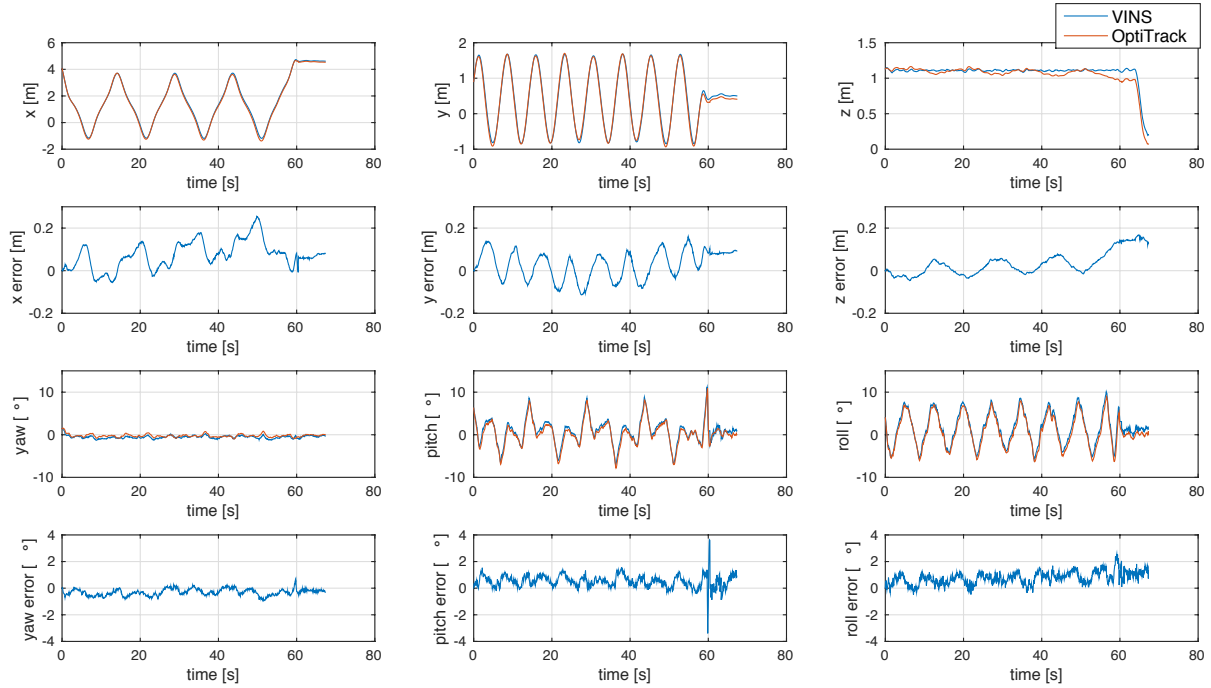 VINS
OptiTrack
6
4
2
0
-2
x [m]
0 20 40 60 80
time [s]
2
1
0
-1
y [m]
0 20 40 60 80
time [s]
1.5
1
0.5
0
z [m]
0 20 40 60 80
time [s]
0.2
0
-0.2
x error [m]
0 20 40 60 80
time [s]
0.2
0
-0.2
y error [m]
0 20 40 60 80
time [s]
0.2
0
-0.2
z error [m]
0 20 40 60 80
time [s]
10
0
-10
yaw [ °]
0 20 40 60 80
time [s]
10
0
-10
pitch [ °]
0 20 40 60 80
time [s]
10
0
-10
roll [ °]
0 20 40 60 80
time [s]
4
2
0
-2
-4
yaw error [ °]
0 20 40 60 80
time [s]
4
2
0
-2
-4
pitch error [ °]
0 20 40 60 80
time [s]
4
2
0
-2
-4
roll error [ °]
0 20 40 60 80
time [s]